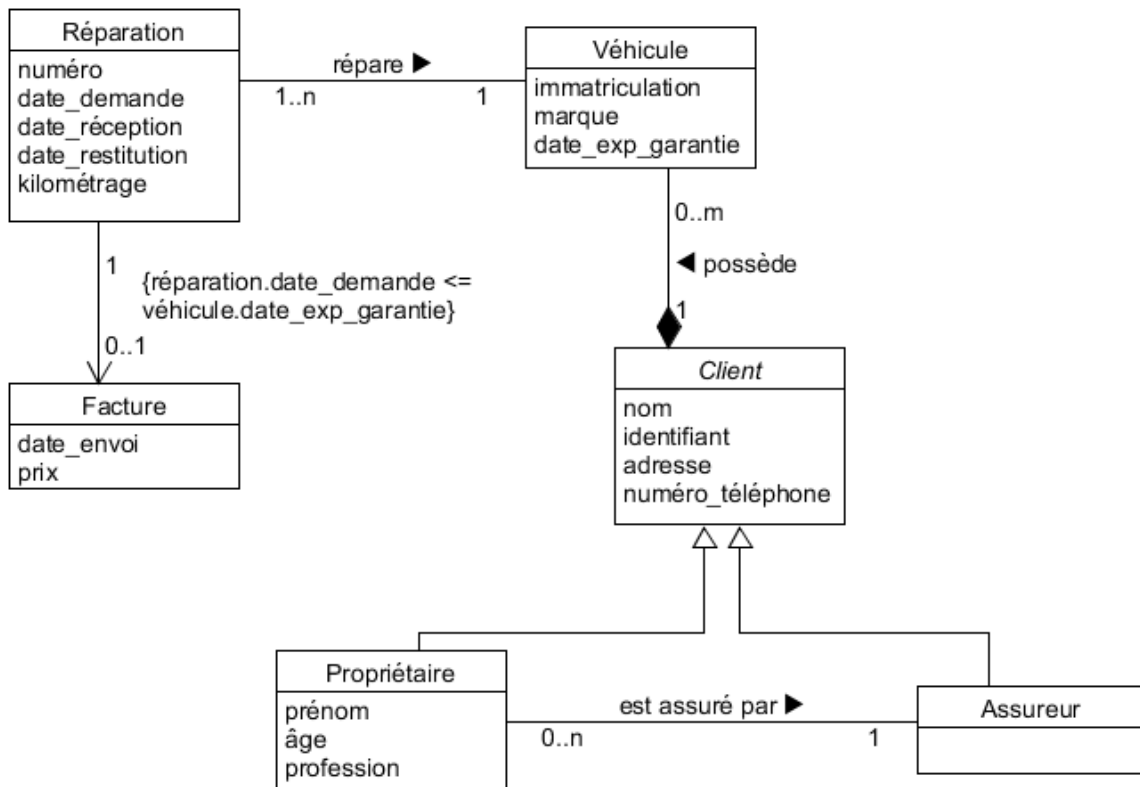 Réparation
numéro
date_demande
date_réception
date_restitution
kilométrage
répare ▶
1..n
1
Véhicule
immatriculation
marque
date_exp_garantie
0..m
◀ possède
1
1
{réparation.date_demande <=
véhicule.date_exp_garantie}
0..1
Facture
date_envoi
prix
Client
nom
identifiant
adresse
numéro_téléphone
Propriétaire
prénom
âge
profession
est assuré par ▶
0..n
1
Assureur